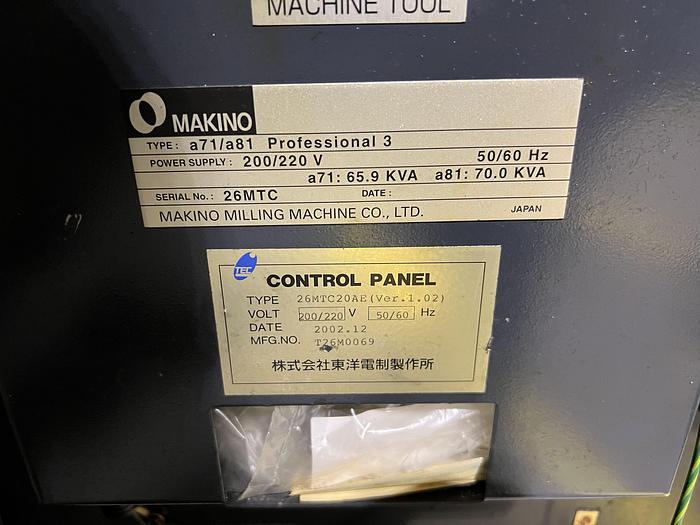 MACHINE TOOL
MAKINO
TYPE : a71/a81 Professional 3
POWER SUPPLY : 200/220 V 50/60 Hz
a71: 65.9 KVA a81: 70.0 KVA
SERIAL No. : 26MTC DATE :
MAKINO MILLING MACHINE CO., LTD. JAPAN
TEC
CONTROL PANEL
TYPE 26MTC20AE(Ver.1.02)
VOLT 200/220 V 50/60 Hz
DATE 2002.12
MFG.NO. T26M0069
株式会社東洋電制製作所